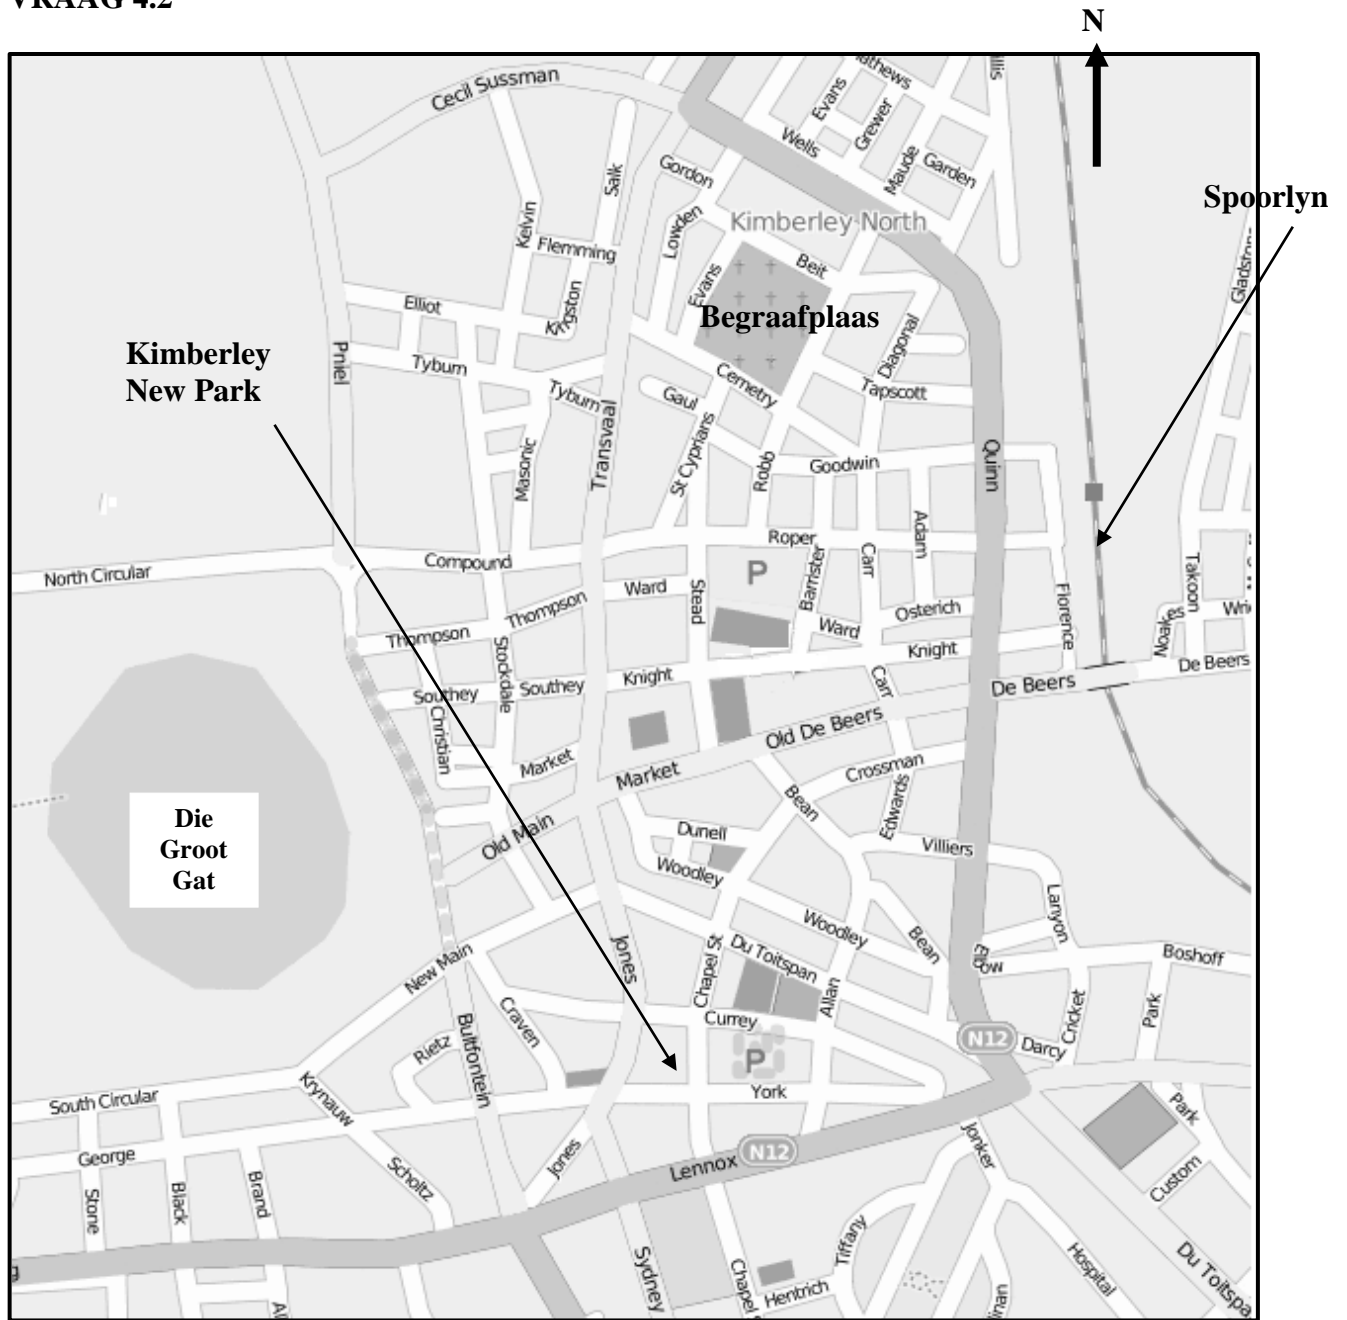 VRAAG 4.2
N
Cecil Sussman
Evans
Grewer
Wells
Maude
Garden
Gordon
Salk
Spoorlyn
Lowden
Kimberley North
Kelvin
Flemming
Beit
Evans
Kingston
Elliot
Begraafplaas
Diagonal
Kimberley
New Park
Pniel
Tyburn
Tyburn
Cemetry
Tapscott
Gaul
Transvaal
St Cyprians
Masonic
Robb
Goodwin
Quinn
Adam
Roper
Carr
Barrister
P
North Circular
Compound
Ward
Stead
Takoon
Florence
Thompson
Thompson
Osterich
Ward
Noakes
Stockdale
Knight
Knight
De Beers
De Beers
Southey
Southey
Carr
Christian
Old De Beers
Market
Market
Crossman
Bean
Edwards
Die
Groot
Gat
Old Main
Dunell
Villiers
Woodley
Lanyon
Woodley
Bean
Jones
Du Toitspan
Chapel St
Elbow
Boshoff
New Main
Allan
Craven
Currey
Park
Cricket
N12
Darcy
Bultfontein
Rietz
P
York
South Circular
Krynauw
Park
Jonker
N12
George
Jones
Lennox
Scholtz
Custom
Stone
Black
Brand
Tiffany
Hospital
Du Toitspa
Sydney
Chapel
Hentrich